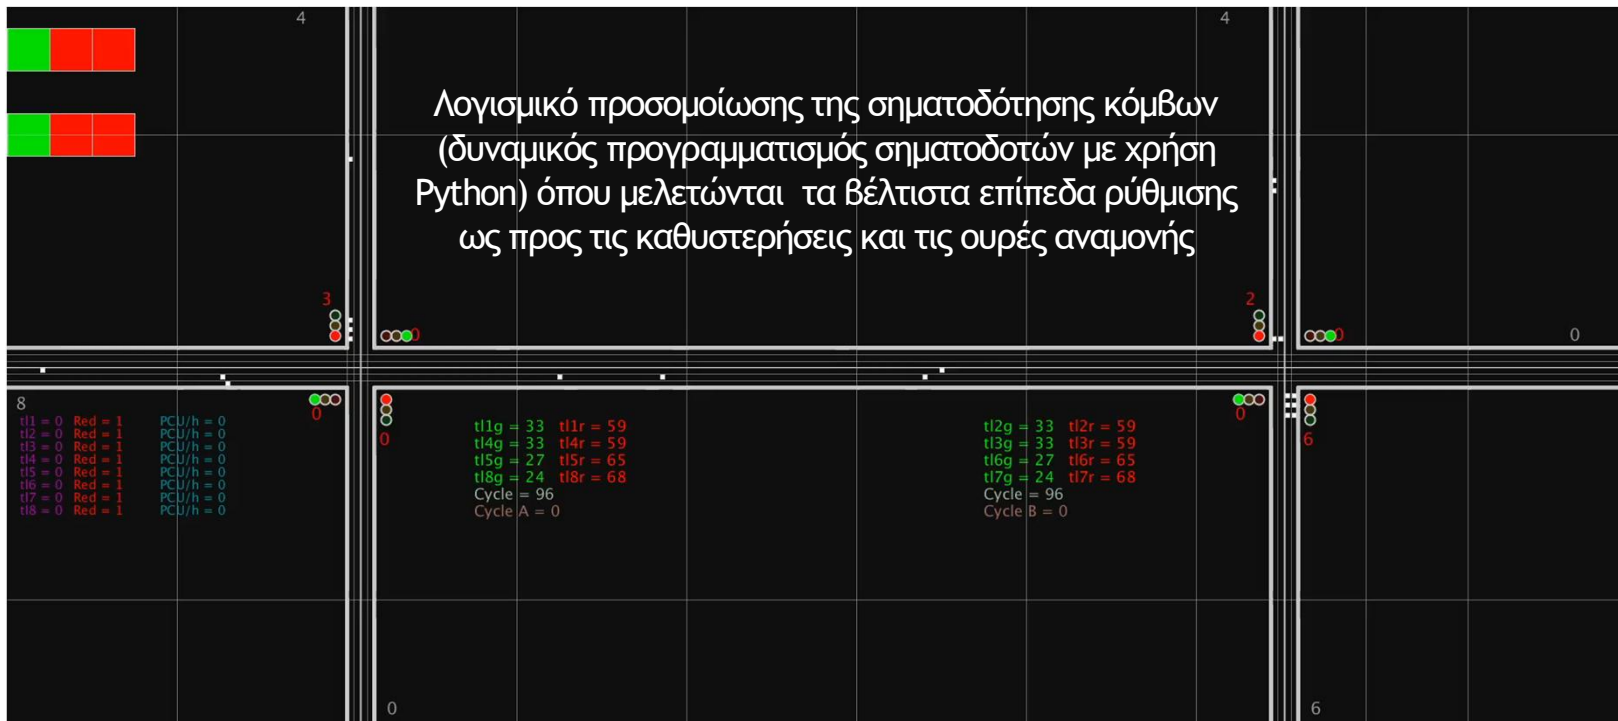 4
4
Λογισμικό προσομοίωσης της σηματοδότησης κόμβων
(δυναμικός προγραμματισμός σηματοδοτών με χρήση
Python) όπου μελετώνται τα βέλτιστα επίπεδα ρύθμισης
ως προς τις καθυστερήσεις και τις ουρές αναμονής
3
2
0
0
0
8
0
0
0
6
tl1 = 0 Red = 1 PCU/h = 0
tl2 = 0 Red = 1 PCU/h = 0
tl3 = 0 Red = 1 PCU/h = 0
tl4 = 0 Red = 1 PCU/h = 0
tl5 = 0 Red = 1 PCU/h = 0
tl6 = 0 Red = 1 PCU/h = 0
tl7 = 0 Red = 1 PCU/h = 0
tl8 = 0 Red = 1 PCU/h = 0
tl1g = 33 tl1r = 59
tl4g = 33 tl4r = 59
tl5g = 27 tl5r = 65
tl8g = 24 tl8r = 68
Cycle = 96
Cycle A = 0
tl2g = 33 tl2r = 59
tl3g = 33 tl3r = 59
tl6g = 27 tl6r = 65
tl7g = 24 tl7r = 68
Cycle = 96
Cycle B = 0
0
6